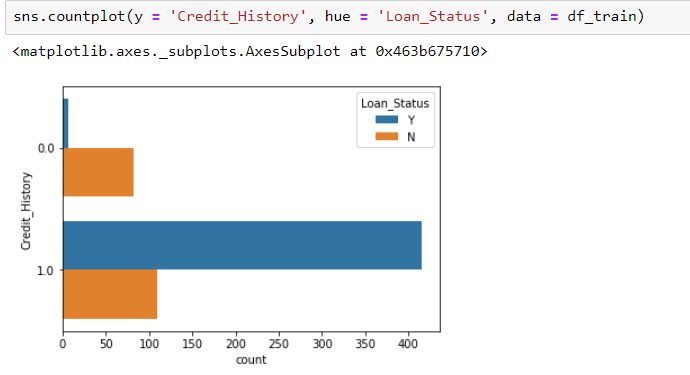 sns.countplot(y = 'Credit_History', hue = 'Loan_Status', data = df_train)
<matplotlib.axes._subplots.AxesSubplot at 0x463b675710>
Loan_Status
Y
N
0.0
Credit_History
1.0
0 50 100 150 200 250 300 350 400
count